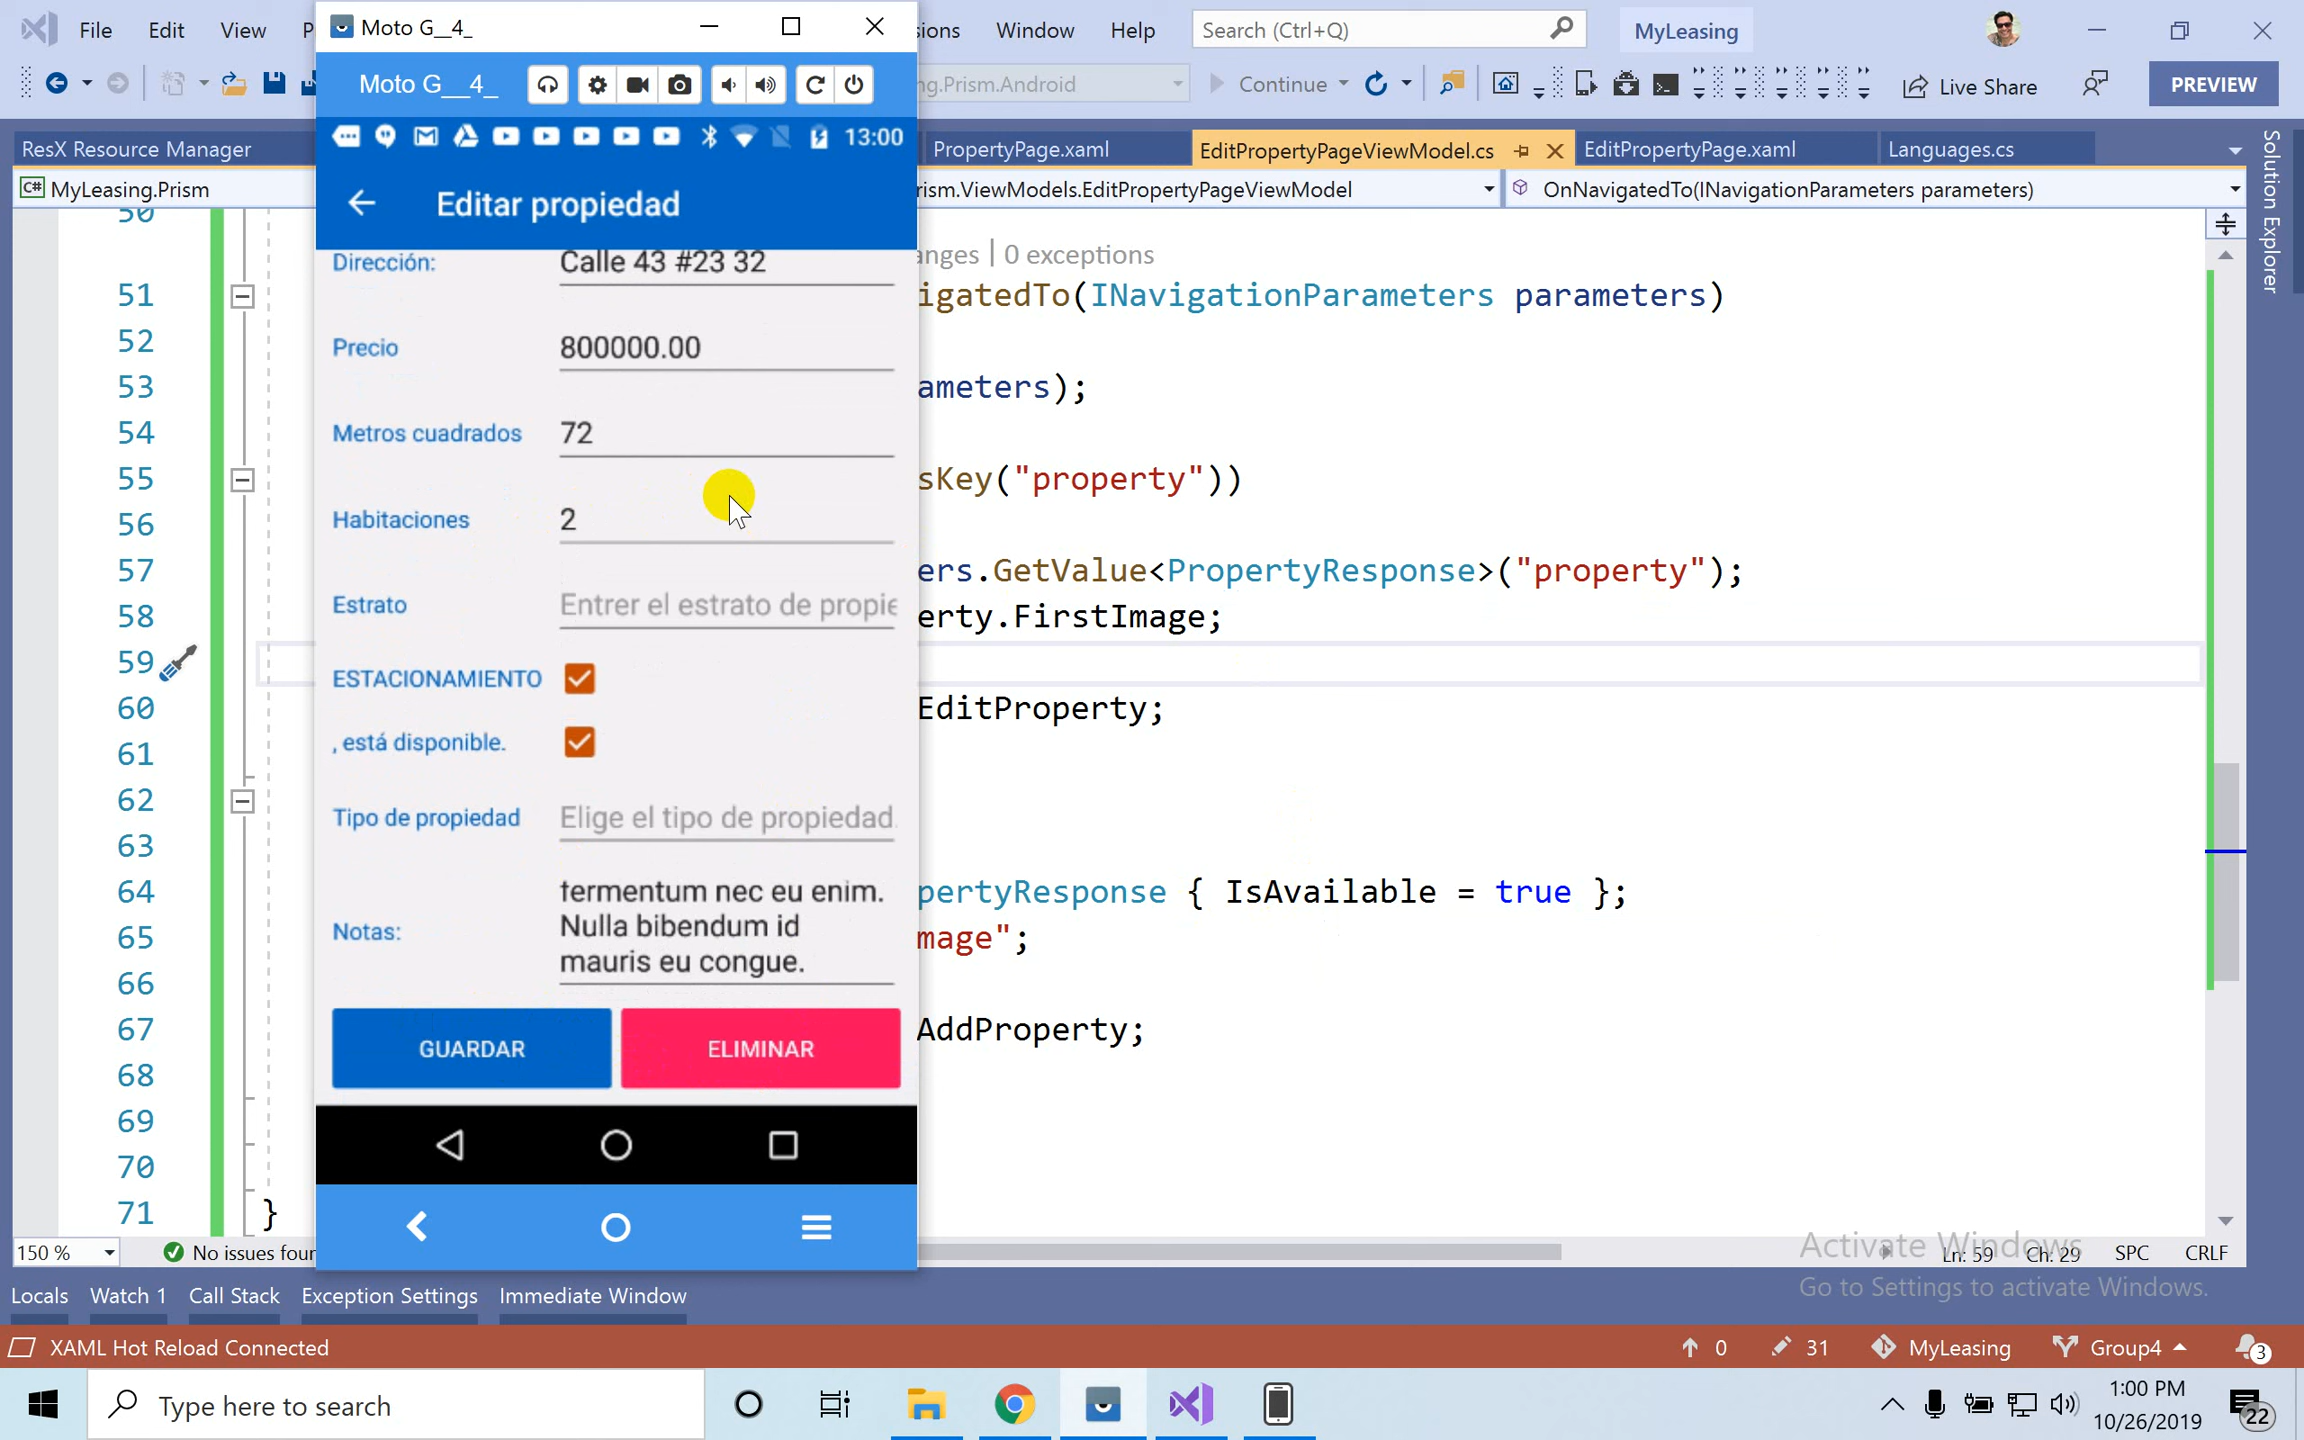 File Edit View P
Moto G__4_
sions Window Help Search (Ctrl+Q) MyLeasing
Moto G__4_
ng.Prism.Android Continue Live Share PREVIEW
13:00
ResX Resource Manager PropertyPage.xaml EditPropertyPageViewModel.cs EditPropertyPage.xaml Languages.cs
C# MyLeasing.Prism rism.ViewModels.EditPropertyPageViewModel OnNavigatedTo(INavigationParameters parameters)
Solution Explorer
Editar propiedad
Dirección: Calle 43 #23 32
Precio 800000.00
Metros cuadrados 72
Habitaciones 2
Estrato Entrer el estrato de propie
ESTACIONAMIENTO
, está disponible.
Tipo de propiedad Elige el tipo de propiedad.
fermentum nec eu enim.
Nulla bibendum id
Notas:
mauris eu congue.
GUARDAR ELIMINAR
50
anges | 0 exceptions
51 igatedTo(INavigationParameters parameters)
52
53 ameters);
54
55 sKey("property"))
56
57 ers.GetValue<PropertyResponse>("property");
58 erty.FirstImage;
59
60 EditProperty;
61
62
63
64 pertyResponse { IsAvailable = true };
65 mage";
66
67 AddProperty;
68
69
70
71 }
150 % No issues foun Ln: 59 Ch: 29 SPC CRLF
Activate Windows
Go to Settings to activate Windows.
Locals Watch 1 Call Stack Exception Settings Immediate Window
XAML Hot Reload Connected 0 31 MyLeasing Group4 3
Type here to search
1:00 PM
10/26/2019
22